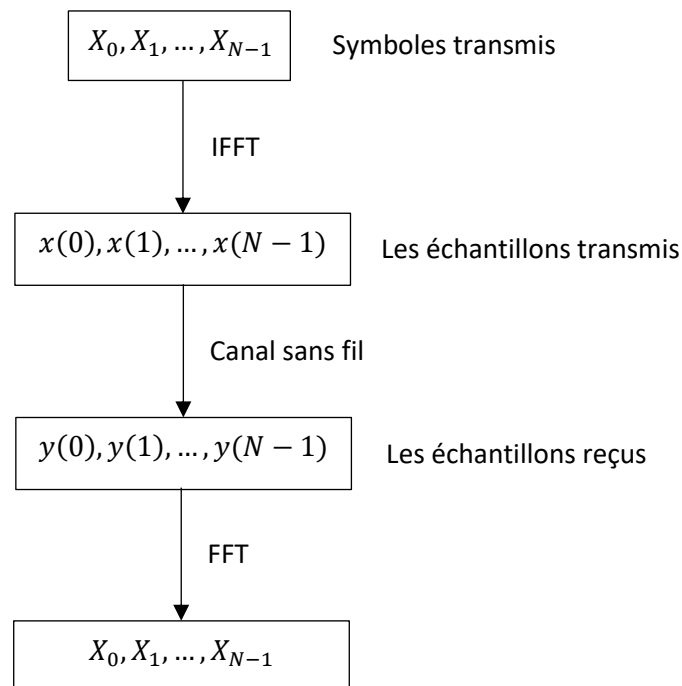 X_0, X_1, …, X_{N−1}
Symboles transmis
IFFT
x(0), x(1), …, x(N − 1)
Les échantillons transmis
Canal sans fil
y(0), y(1), …, y(N − 1)
Les échantillons reçus
FFT
X_0, X_1, …, X_{N−1}